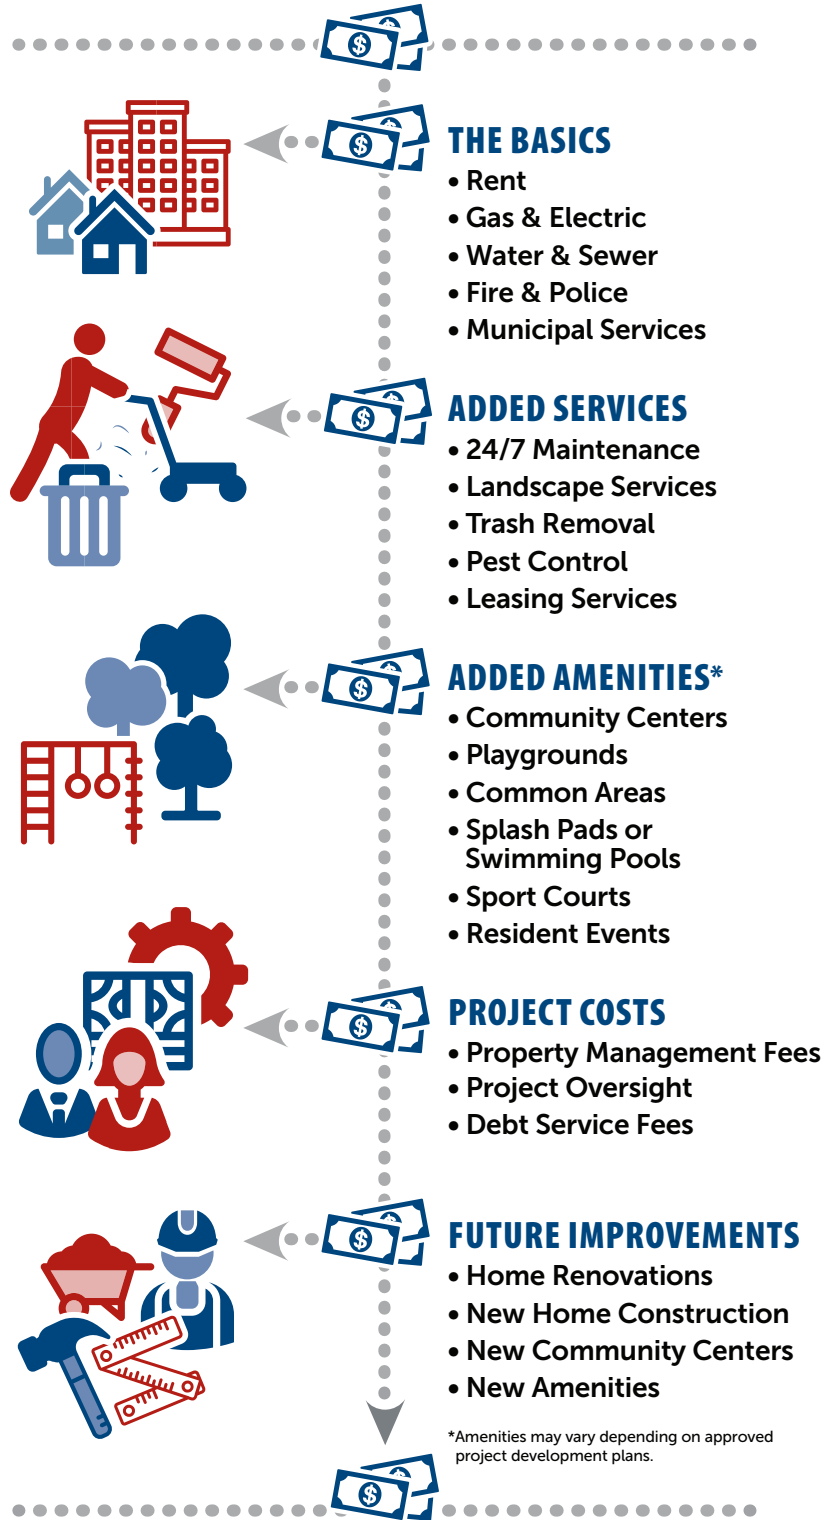 THE BASICS
• Rent
• Gas & Electric
• Water & Sewer
• Fire & Police
• Municipal Services
ADDED SERVICES
• 24/7 Maintenance
• Landscape Services
• Trash Removal
• Pest Control
• Leasing Services
ADDED AMENITIES*
• Community Centers
• Playgrounds
• Common Areas
• Splash Pads or
Swimming Pools
• Sport Courts
• Resident Events
PROJECT COSTS
• Property Management Fees
• Project Oversight
• Debt Service Fees
FUTURE IMPROVEMENTS
• Home Renovations
• New Home Construction
• New Community Centers
• New Amenities
*Amenities may vary depending on approved
project development plans.